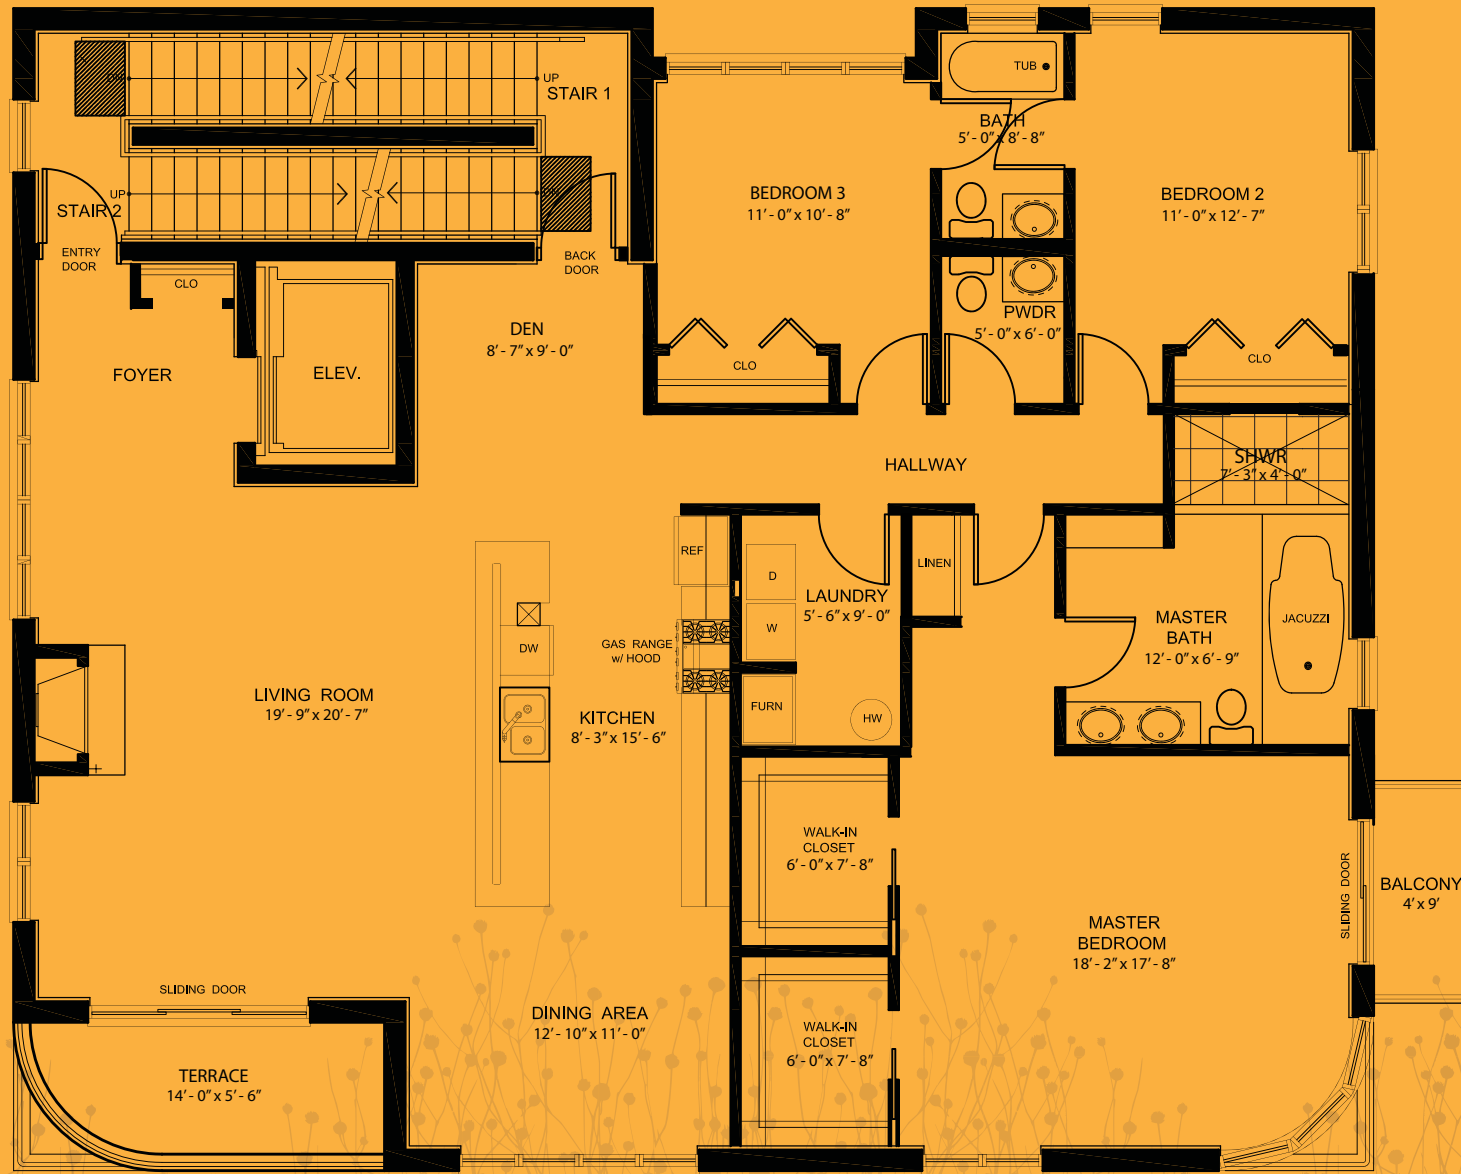 TUB
DN
UP
STAIR 1
BATH
5'- 0" x 8'- 8"
UP
DN
STAIR 2
BEDROOM 3
11'- 0" x 10'- 8"
BEDROOM 2
11'- 0" x 12'- 7"
ENTRY
DOOR
BACK
DOOR
CLO
DEN
8'- 7" x 9'- 0"
PWDR
5'- 0" x 6'- 0"
FOYER
ELEV.
CLO
CLO
HALLWAY
SHWR
7'- 3" x 4'- 0"
REF
LINEN
D
LAUNDRY
5'- 6" x 9'- 0"
W
MASTER
BATH
12'- 0" x 6'- 9"
JACUZZI
DW
GAS RANGE
w/ HOOD
LIVING ROOM
19'- 9" x 20'- 7"
KITCHEN
8'- 3" x 15'- 6"
FURN
HW
WALK-IN
CLOSET
6'- 0" x 7'- 8"
SLIDING DOOR
BALCONY
4' x 9'
MASTER
BEDROOM
18'- 2" x 17'- 8"
SLIDING DOOR
DINING AREA
12'- 10" x 11'- 0"
WALK-IN
CLOSET
6'- 0" x 7'- 8"
TERRACE
14'- 0" x 5'- 6"